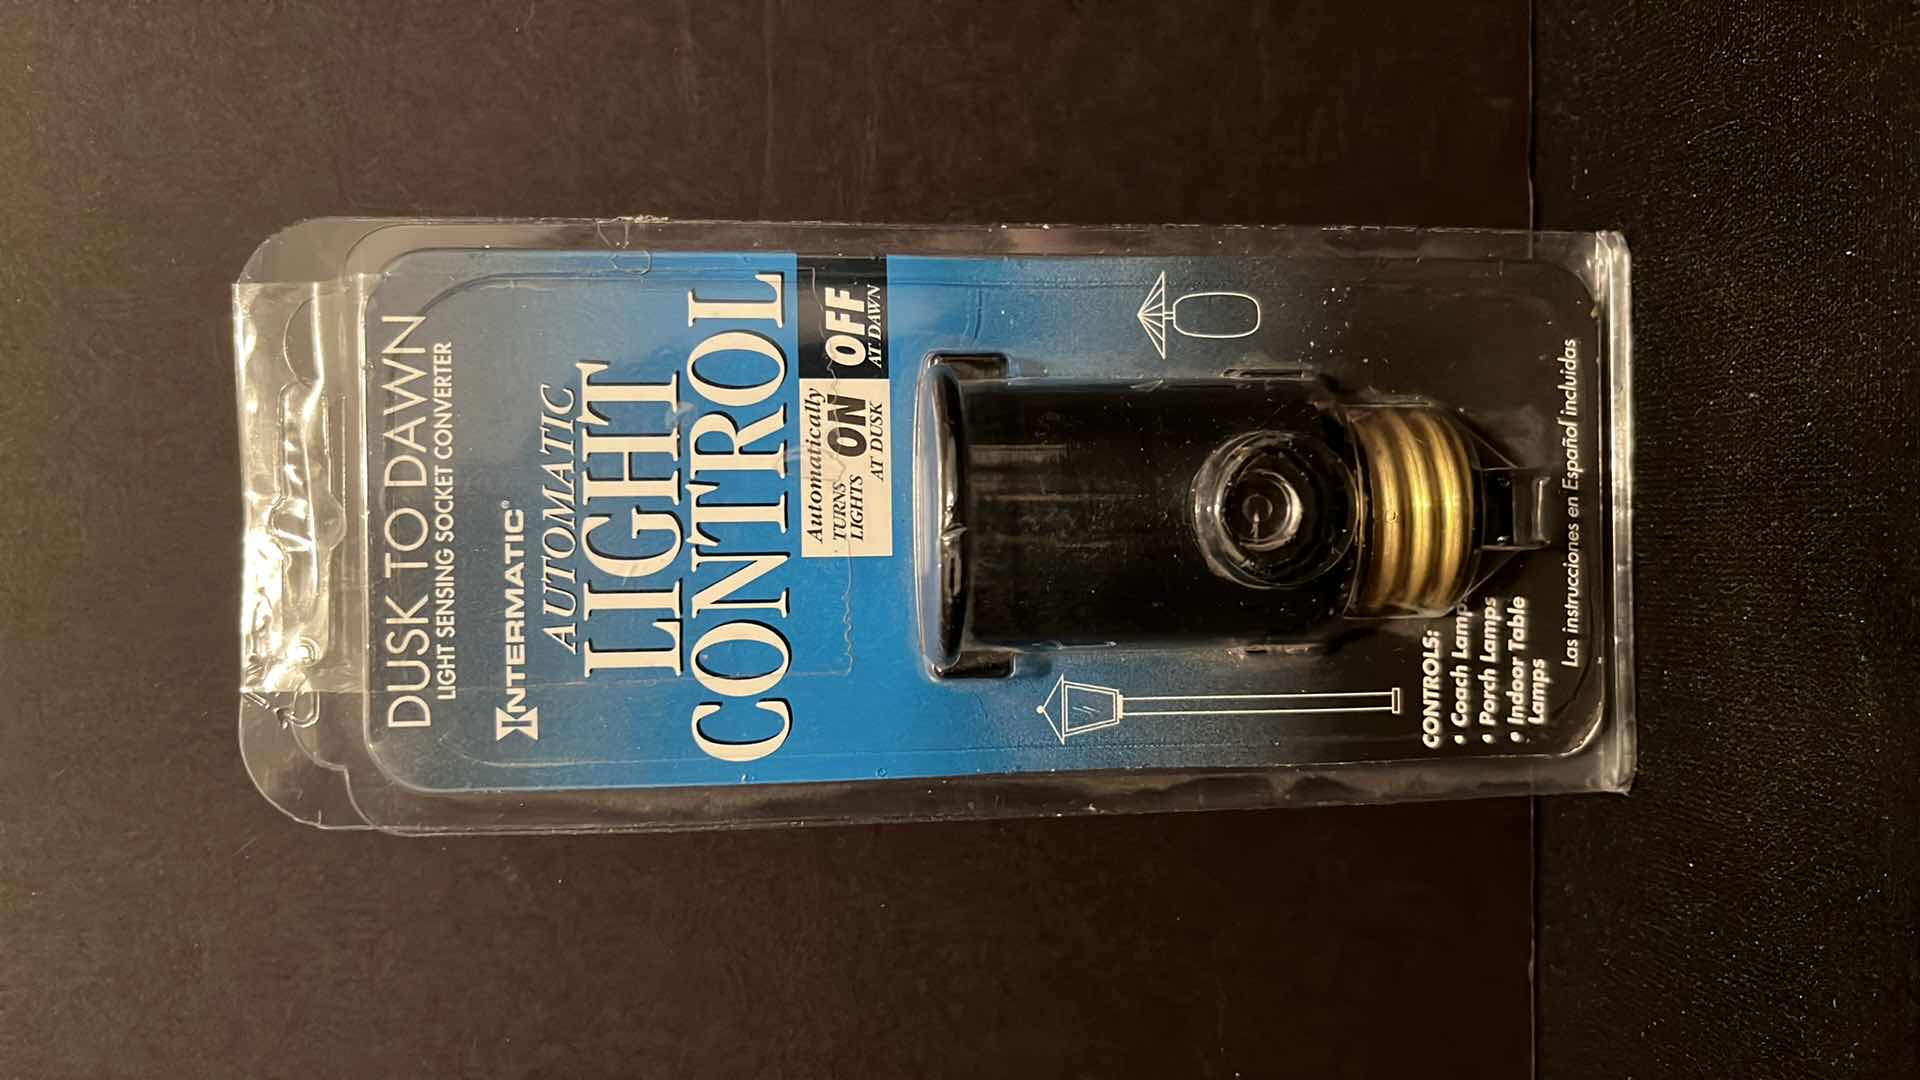 DUSK TO DAWN
LIGHT SENSING SOCKET CONVERTER
INTERMATIC®
AUTOMATIC
LIGHT
CONTROL
Automatically
TURNS
LIGHTS
ON
AT DUSK
OFF
AT DAWN
CONTROLS:
• Coach Lamps
• Porch Lamps
• Indoor Table
Lamps
Las instrucciones en Español incluidas